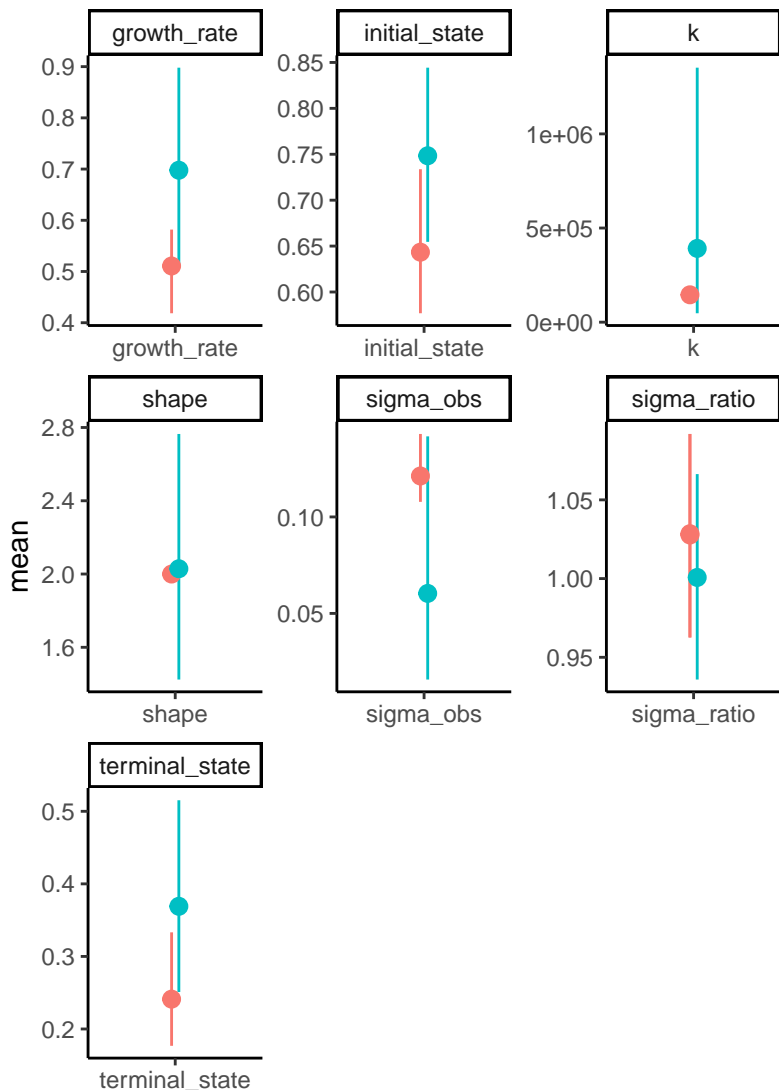 growth_rate
initial_state
k
0.9
0.8
0.7
0.6
0.5
0.4
0.85
0.80
0.75
0.70
0.65
0.60
1e+06
5e+05
0e+00
growth_rate
initial_state
k
shape
sigma_obs
sigma_ratio
mean
2.8
2.4
2.0
1.6
0.10
0.05
1.05
1.00
0.95
shape
sigma_obs
sigma_ratio
terminal_state
0.5
0.4
0.3
0.2
terminal_state